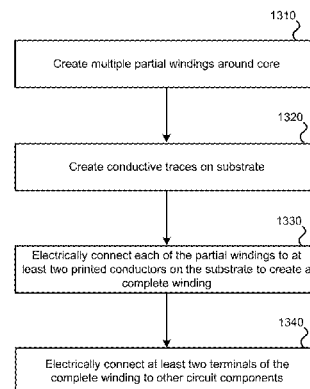 1310
Create multiple partial windings around core
1320
Create conductive traces on substrate
1330
Electrically connect each of the partial windings to at
least two printed conductors on the substrate to create a
complete winding
1340
Electrically connect at least two terminals of the
complete winding to other circuit components